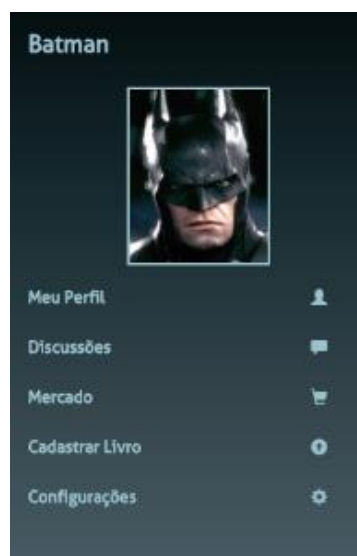 Batman
Meu Perfil
Discussões
Mercado
Cadastrar Livro
Configurações